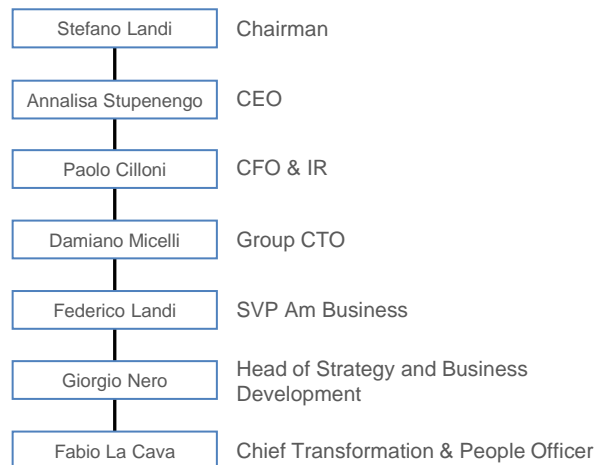 Stefano Landi Chairman
Annalisa Stupenengo CEO
Paolo Cilloni CFO & IR
Damiano Micelli Group CTO
Federico Landi SVP Am Business
Giorgio Nero Head of Strategy and Business
Development
Fabio La Cava Chief Transformation & People Officer